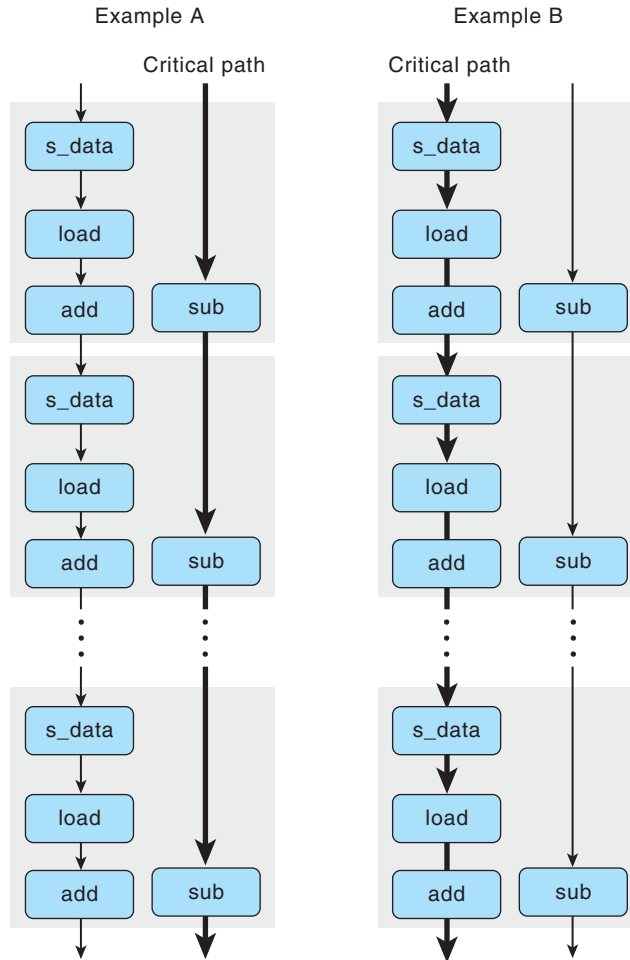 Example A
Critical path
s_data
load
add
sub
s_data
load
add
sub
s_data
load
add
sub
Example B
Critical path
s_data
load
add
sub
s_data
load
add
sub
s_data
load
add
sub